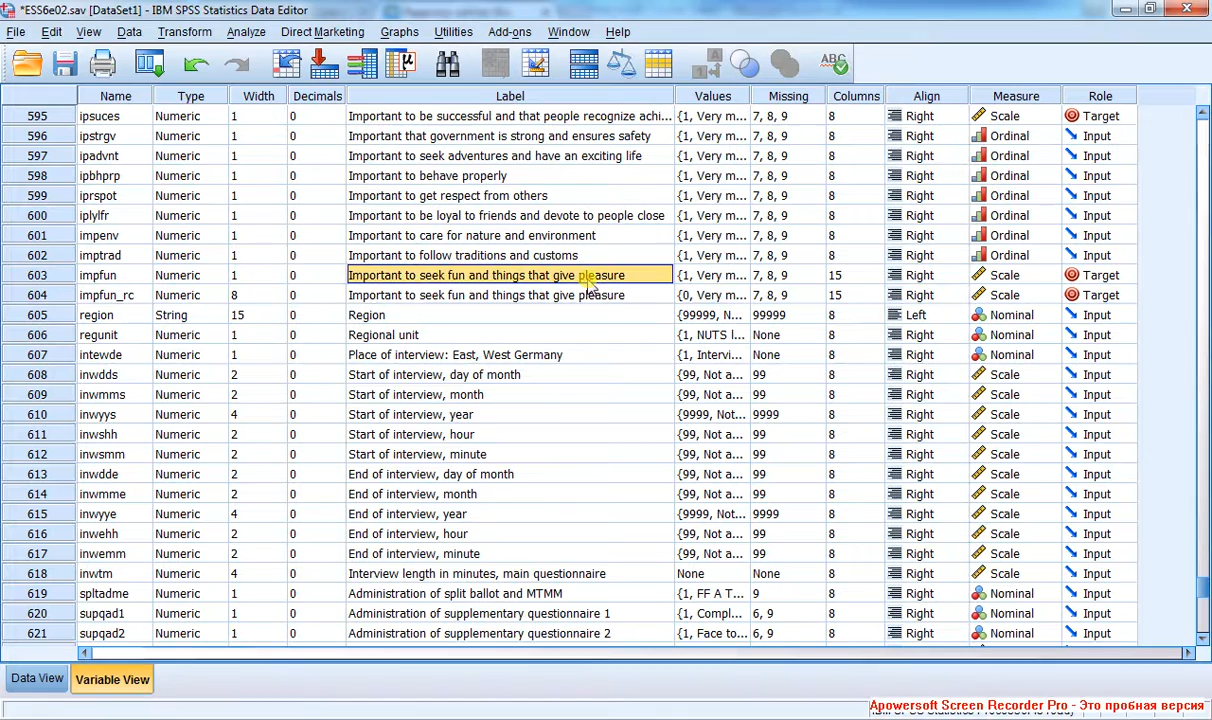 *ESS6e02.sav [DataSet1] - IBM SPSS Statistics Data Editor
File Edit View Data Transform Analyze Direct Marketing Graphs Utilities Add-ons Window Help
Name Type Width Decimals Label Values Missing Columns Align Measure Role
595 ipsuces Numeric 1 0 Important to be successful and that people recognize achi... {1, Very m... 7, 8, 9 8 Right Scale Target
596 ipstrgv Numeric 1 0 Important that government is strong and ensures safety {1, Very m... 7, 8, 9 8 Right Ordinal Input
597 ipadvnt Numeric 1 0 Important to seek adventures and have an exciting life {1, Very m... 7, 8, 9 8 Right Ordinal Input
598 ipbhprp Numeric 1 0 Important to behave properly {1, Very m... 7, 8, 9 8 Right Ordinal Input
599 iprspot Numeric 1 0 Important to get respect from others {1, Very m... 7, 8, 9 8 Right Ordinal Input
600 iplylfr Numeric 1 0 Important to be loyal to friends and devote to people close {1, Very m... 7, 8, 9 8 Right Ordinal Input
601 impenv Numeric 1 0 Important to care for nature and environment {1, Very m... 7, 8, 9 8 Right Ordinal Input
602 imptrad Numeric 1 0 Important to follow traditions and customs {1, Very m... 7, 8, 9 8 Right Ordinal Input
603 impfun Numeric 1 0 Important to seek fun and things that give pleasure {1, Very m... 7, 8, 9 15 Right Scale Target
604 impfun_rc Numeric 8 0 Important to seek fun and things that give pleasure {0, Very m... 7, 8, 9 15 Right Scale Target
605 region String 15 0 Region {99999, N... 99999 8 Left Nominal Input
606 regunit Numeric 1 0 Regional unit {1, NUTS l... None 8 Right Nominal Input
607 intewde Numeric 1 0 Place of interview: East, West Germany {1, Intervi... None 8 Right Nominal Input
608 inwdds Numeric 2 0 Start of interview, day of month {99, Not a... 99 8 Right Scale Input
609 inwmms Numeric 2 0 Start of interview, month {99, Not a... 99 8 Right Scale Input
610 inwyys Numeric 4 0 Start of interview, year {9999, Not... 9999 8 Right Scale Input
611 inwshh Numeric 2 0 Start of interview, hour {99, Not a... 99 8 Right Scale Input
612 inwsmm Numeric 2 0 Start of interview, minute {99, Not a... 99 8 Right Scale Input
613 inwdde Numeric 2 0 End of interview, day of month {99, Not a... 99 8 Right Scale Input
614 inwmme Numeric 2 0 End of interview, month {99, Not a... 99 8 Right Scale Input
615 inwyye Numeric 4 0 End of interview, year {9999, Not... 9999 8 Right Scale Input
616 inwehh Numeric 2 0 End of interview, hour {99, Not a... 99 8 Right Scale Input
617 inwemm Numeric 2 0 End of interview, minute {99, Not a... 99 8 Right Scale Input
618 inwtm Numeric 4 0 Interview length in minutes, main questionnaire None None 8 Right Scale Input
619 spltadme Numeric 1 0 Administration of split ballot and MTMM {1, FF A T... 9 8 Right Nominal Input
620 supqad1 Numeric 1 0 Administration of supplementary questionnaire 1 {1, Compl... 6, 9 8 Right Nominal Input
621 supqad2 Numeric 1 0 Administration of supplementary questionnaire 2 {1, Face to... 6, 9 8 Right Nominal Input
Data View Variable View
Apowersoft Screen Recorder Pro - Это пробная версия